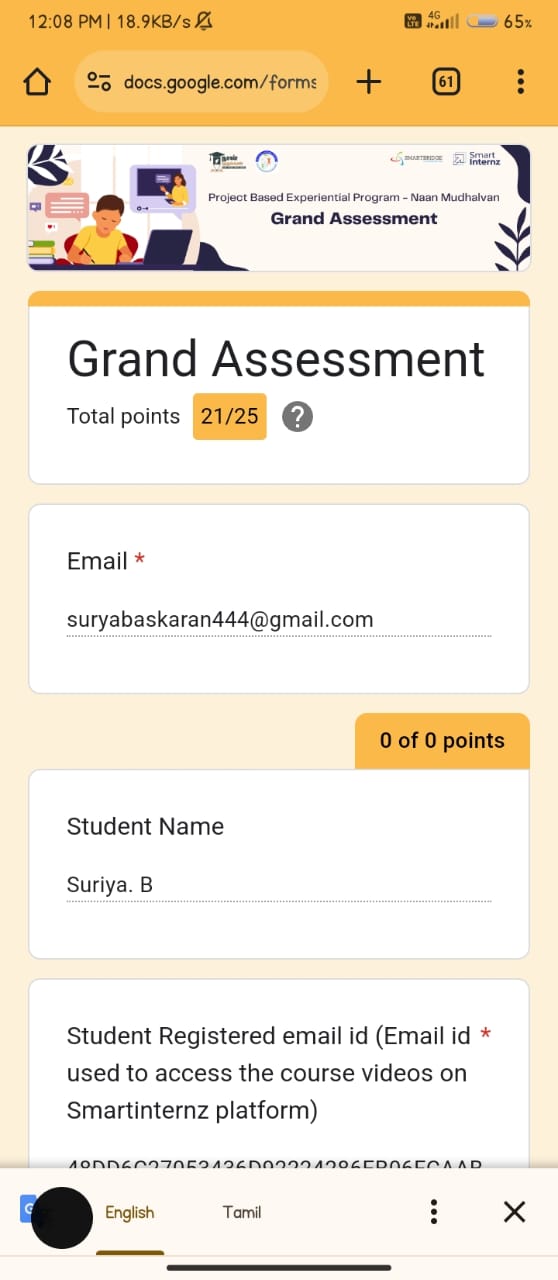 12:08 PM | 18.9KB/s
VoLTE 4G 65%
docs.google.com/forms
61
SMARTBRIDGE
Smart
Internz
Project Based Experiential Program - Naan Mudhalvan
Grand Assessment
Grand Assessment
Total points 21/25 ?
Email *
suryabaskaran444@gmail.com
0 of 0 points
Student Name
Suriya. B
Student Registered email id (Email id *
used to access the course videos on
Smartinternz platform)
English Tamil